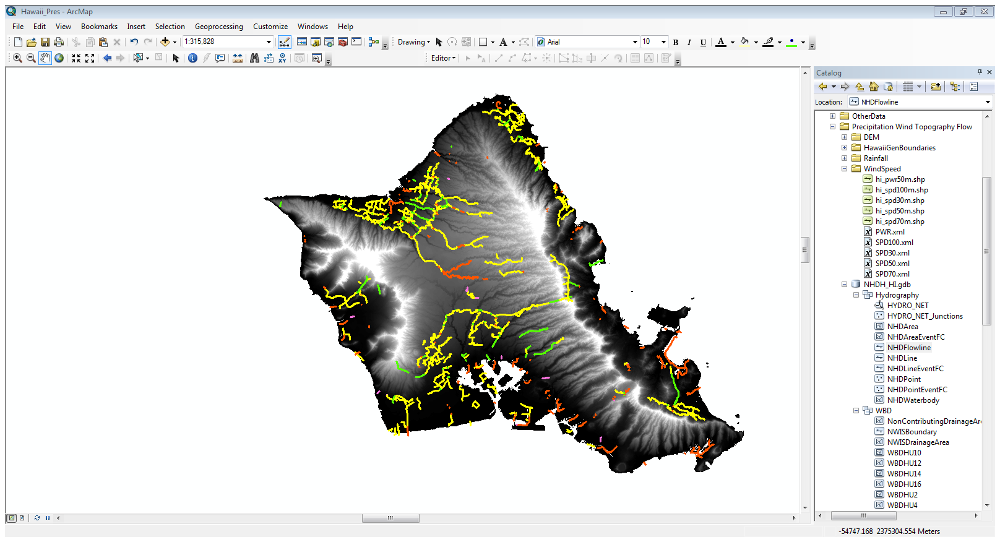 Hawaii_Pres - ArcMap
File Edit View Bookmarks Insert Selection Geoprocessing Customize Windows Help
1:315,828 Drawing Arial 10 B I U A
Editor
Catalog
Location: NHDFlowline
OtherData
Precipitation Wind Topography Flow
DEM
HawaiiGenBoundaries
Rainfall
WindSpeed
hi_pwr50m.shp
hi_spd100m.shp
hi_spd30m.shp
hi_spd50m.shp
hi_spd70m.shp
PWR.xml
SPD100.xml
SPD30.xml
SPD50.xml
SPD70.xml
NHDH_HI.gdb
Hydrography
HYDRO_NET
HYDRO_NET_Junctions
NHDArea
NHDAreaEventFC
NHDFlowline
NHDLine
NHDLineEventFC
NHDPoint
NHDPointEventFC
NHDWaterbody
WBD
NonContributingDrainageAre
NWISBoundary
NWISDrainageArea
WBDHU10
WBDHU12
WBDHU14
WBDHU16
WBDHU2
WBDHU4
-54747.168 2375304.554 Meters